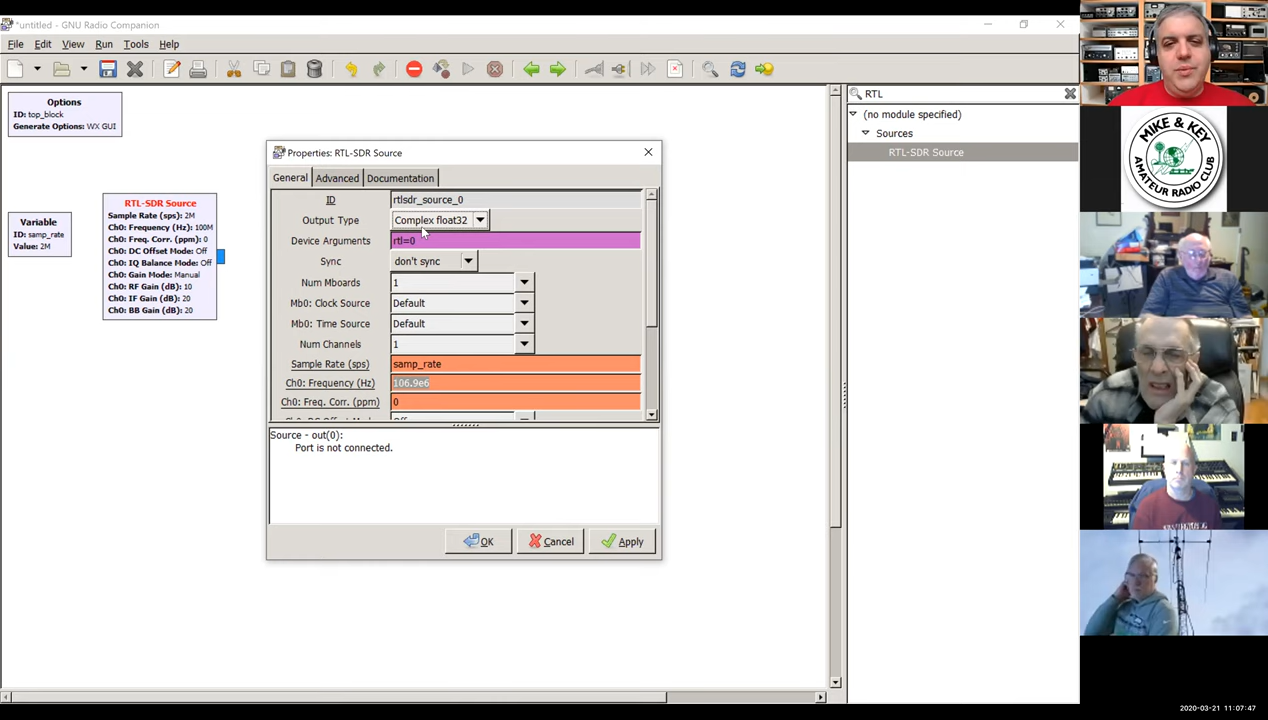 *untitled - GNU Radio Companion
File Edit View Run Tools Help
Options
ID: top_block
Generate Options: WX GUI
Variable
ID: samp_rate
Value: 2M
RTL-SDR Source
Sample Rate (sps): 2M
Ch0: Frequency (Hz): 100M
Ch0: Freq. Corr. (ppm): 0
Ch0: DC Offset Mode: Off
Ch0: IQ Balance Mode: Off
Ch0: Gain Mode: Manual
Ch0: RF Gain (dB): 10
Ch0: IF Gain (dB): 20
Ch0: BB Gain (dB): 20
Properties: RTL-SDR Source
General Advanced Documentation
ID rtlsdr_source_0
Output Type Complex float32
Device Arguments rtl=0
Sync don't sync
Num Mboards 1
Mb0: Clock Source Default
Mb0: Time Source Default
Num Channels 1
Sample Rate (sps) samp_rate
Ch0: Frequency (Hz) 106.9e6
Ch0: Freq. Corr. (ppm) 0
Source - out(0):
Port is not connected.
OK Cancel Apply
RTL
(no module specified)
Sources
RTL-SDR Source
MIKE & KEY
AMATEUR RADIO CLUB
2020-03-21 11:07:47